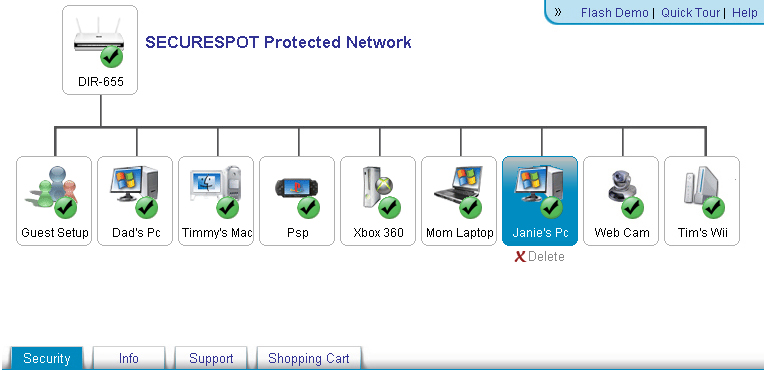 » Flash Demo | Quick Tour | Help
SECURESPOT Protected Network
DIR-655
Guest Setup
Dad's Pc
Timmy's Mac
Psp
Xbox 360
Mom Laptop
Janie's Pc
Web Cam
Tim's Wii
X Delete
Security
Info
Support
Shopping Cart